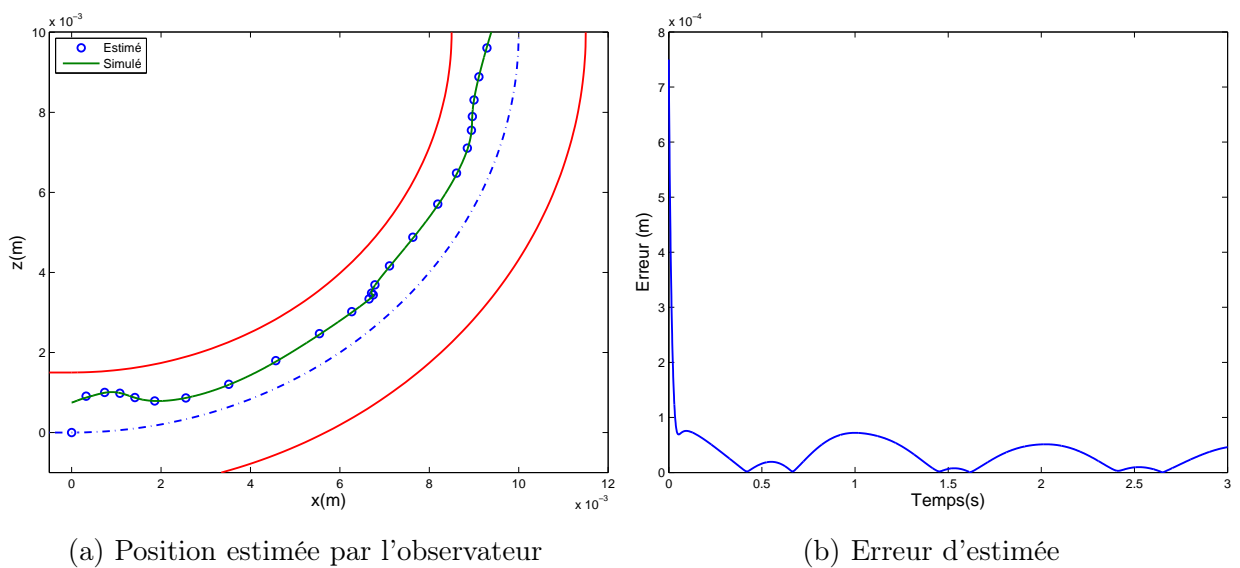 x 10⁻³
10
8
6
4
2
0
z(m)
Estimé
Simulé
0
2
4
6
8
10
12
x 10⁻³
x(m)
(a) Position estimée par l'observateur
x 10⁻⁴
8
7
6
5
4
3
2
1
0
Erreur (m)
0
0.5
1
1.5
2
2.5
3
Temps(s)
(b) Erreur d'estimée